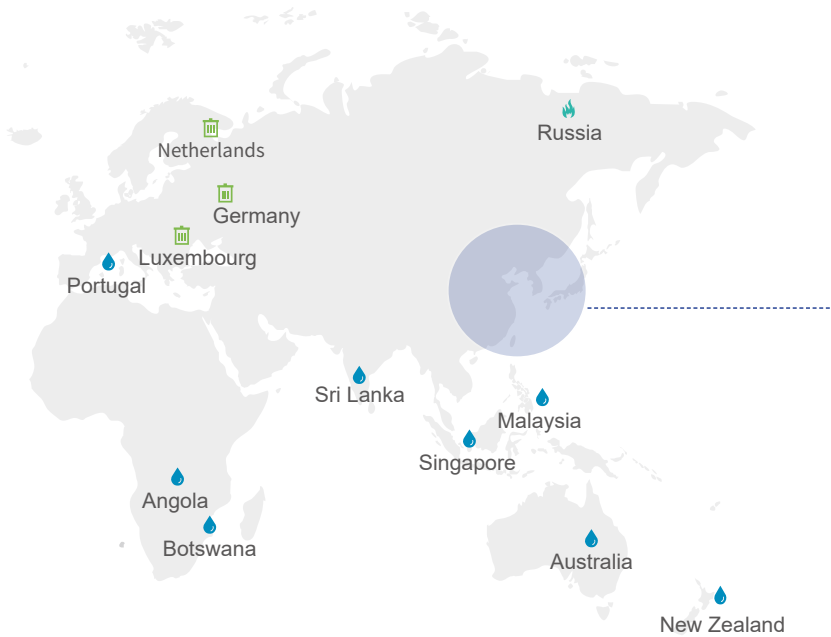 Russia
Netherlands
Germany
Luxembourg
Portugal
Sri Lanka
Malaysia
Singapore
Angola
Botswana
Australia
New Zealand